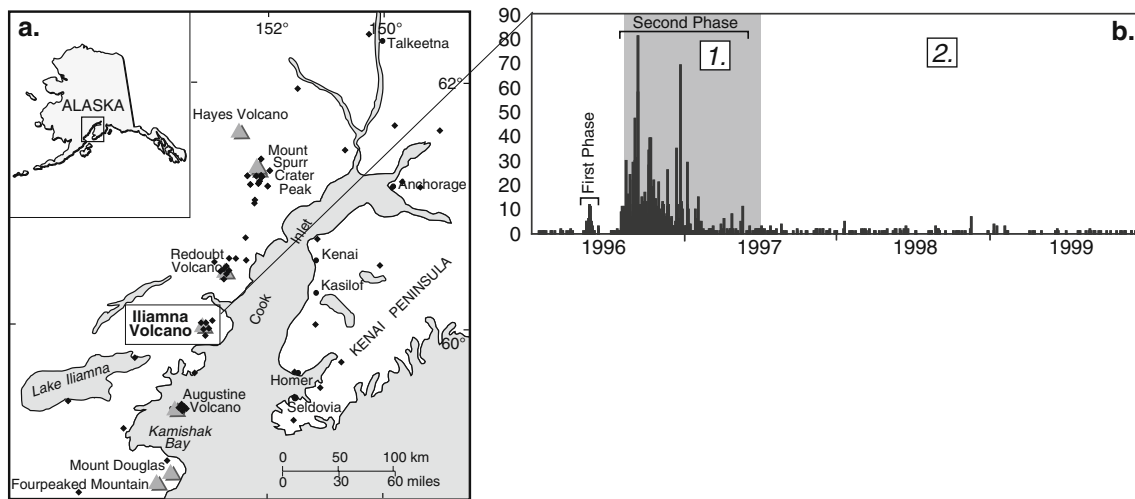 a.
ALASKA
152°
150°
Talkeetna
62°
Hayes Volcano
Mount
Spurr
Crater
Peak
Anchorage
Inlet
Redoubt
Volcano
Kenai
Kasilof
Cook
KENAI PENINSULA
Iliamna
Volcano
60°
Lake Iliamna
Homer
Augustine
Volcano
Seldovia
Kamishak
Bay
Mount Douglas
Fourpeaked Mountain
0 50 100 km
0 30 60 miles
b.
90
80
70
60
50
40
30
20
10
0
First Phase
Second Phase
1.
2.
1996 1997 1998 1999